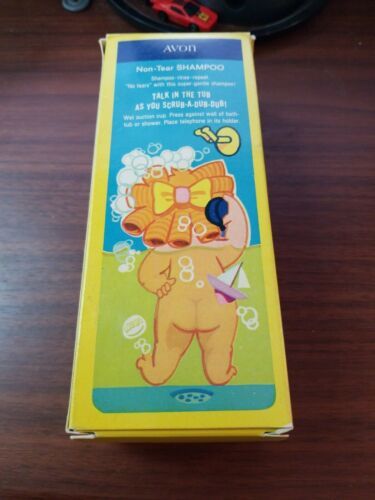 AVON
Non-Tear SHAMPOO
Shampoo-rinse-repeat.
"No tears" with this super-gentle shampoo!
TALK IN THE TUB
AS YOU SCRUB-A-DUB-DUB!
Wet suction cup. Press against wall of bath-
tub or shower. Place telephone in its holder.